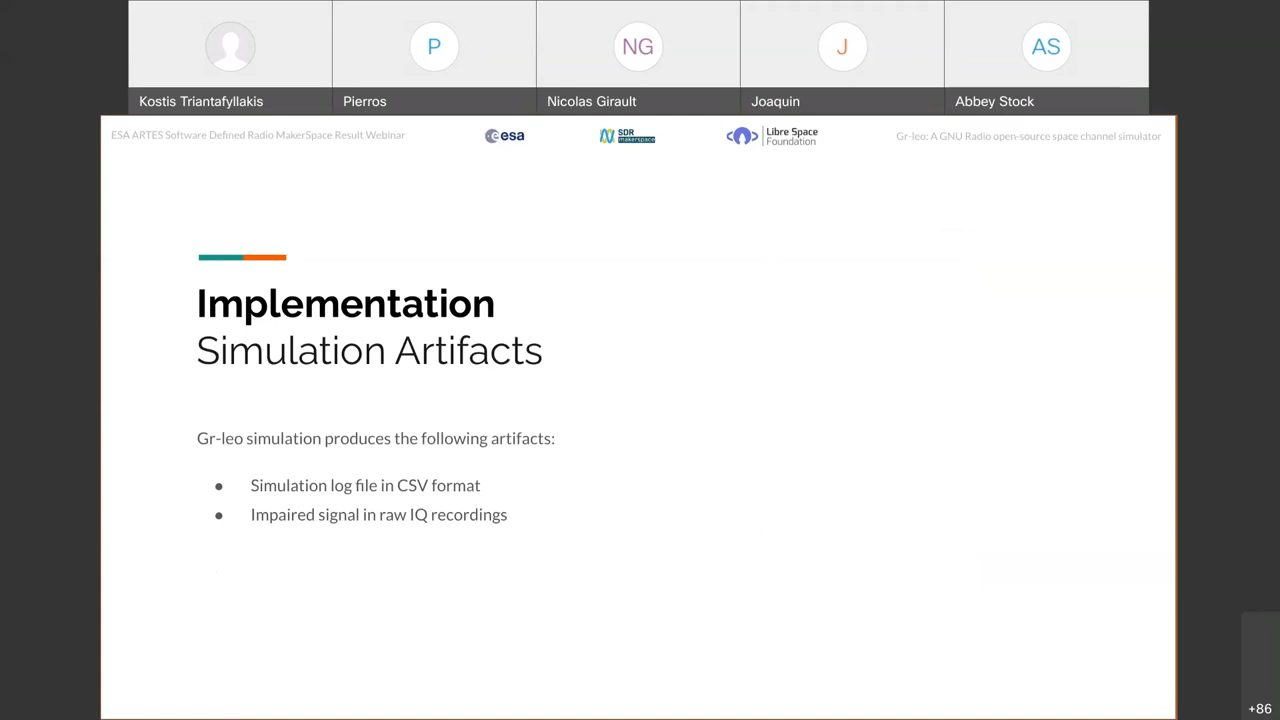 P
NG
J
AS
Kostis Triantafyllakis
Pierros
Nicolas Girault
Joaquin
Abbey Stock
ESA ARTES Software Defined Radio MakerSpace Result Webinar
esa
SDR
makerspace
Libre Space
Foundation
Gr-leo: A GNU Radio open-source space channel simulator
Implementation
Simulation Artifacts
Gr-leo simulation produces the following artifacts:
● Simulation log file in CSV format
● Impaired signal in raw IQ recordings
+86